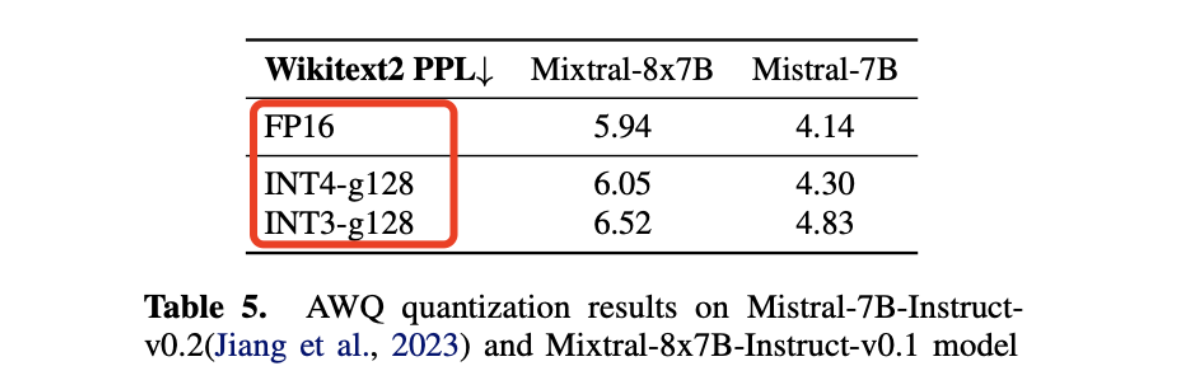 Wikitext2 PPL↓ Mixtral-8x7B Mistral-7B
FP16 5.94 4.14
INT4-g128 6.05 4.30
INT3-g128 6.52 4.83
Table 5. AWQ quantization results on Mistral-7B-Instruct-
v0.2(Jiang et al., 2023) and Mixtral-8x7B-Instruct-v0.1 model